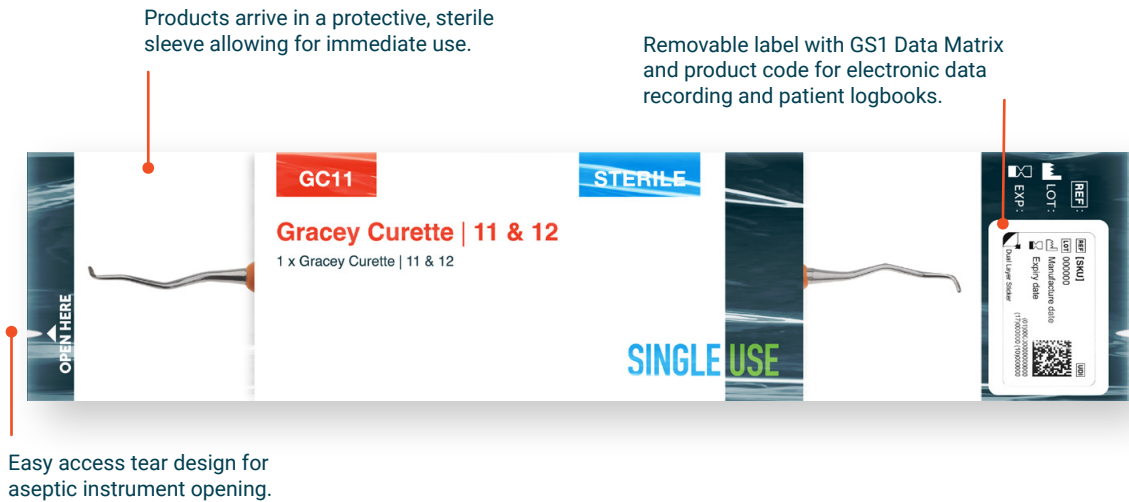 Products arrive in a protective, sterile
sleeve allowing for immediate use.
Removable label with GS1 Data Matrix
and product code for electronic data
recording and patient logbooks.
GC11
STERILE
Gracey Curette | 11 & 12
1 x Gracey Curette | 11 & 12
OPEN HERE
SINGLE USE
REF :
LOT :
EXP :
REF [SKU]
LOT 000000
Manufacture date
Expiry date
Dual Layer Sticker
UDI
Easy access tear design for
aseptic instrument opening.